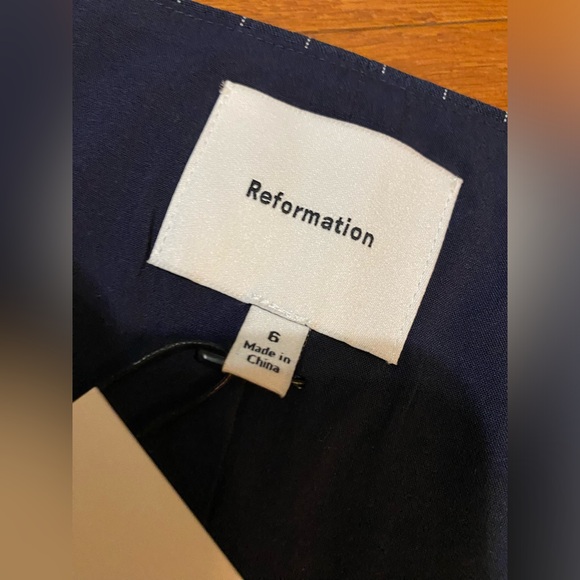 Reformation
6
Made in
China